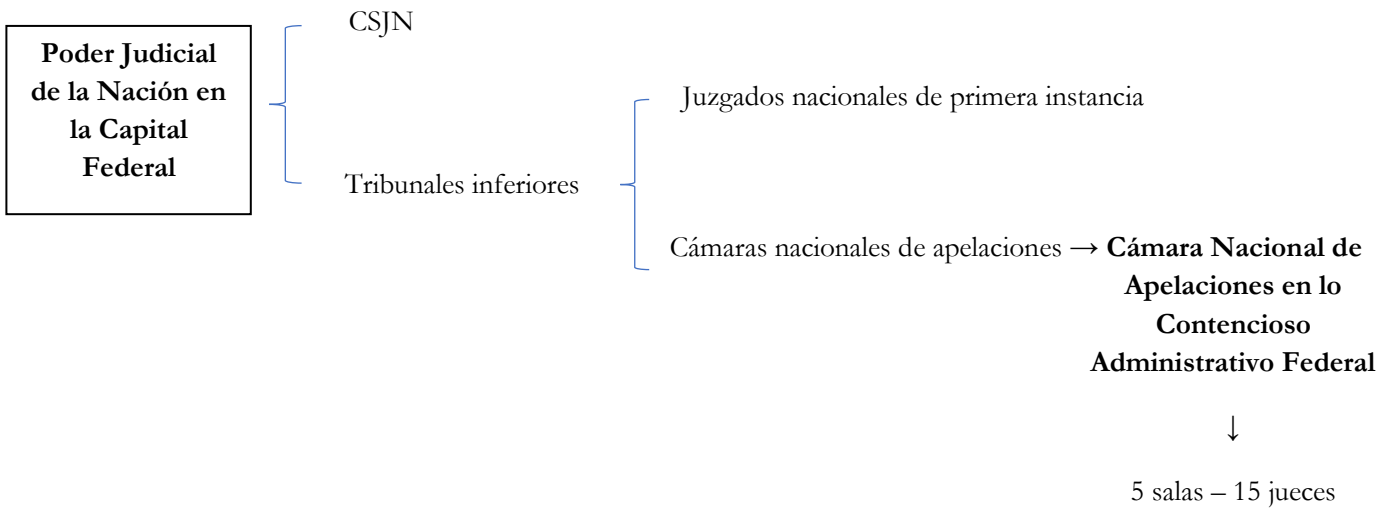 Poder Judicial
de la Nación en
la Capital
Federal
CSJN
Tribunales inferiores
Juzgados nacionales de primera instancia
Cámaras nacionales de apelaciones → Cámara Nacional de
Apelaciones en lo
Contencioso
Administrativo Federal
↓
5 salas – 15 jueces